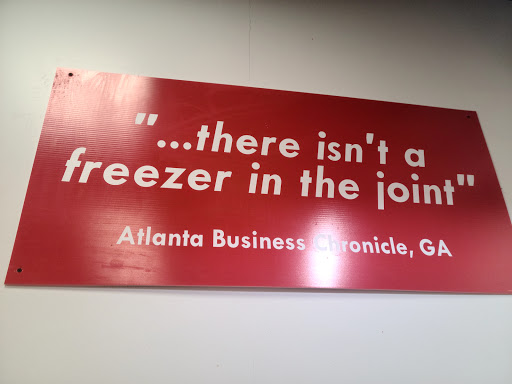 "...there isn't a
freezer in the joint"
Atlanta Business Chronicle, GA